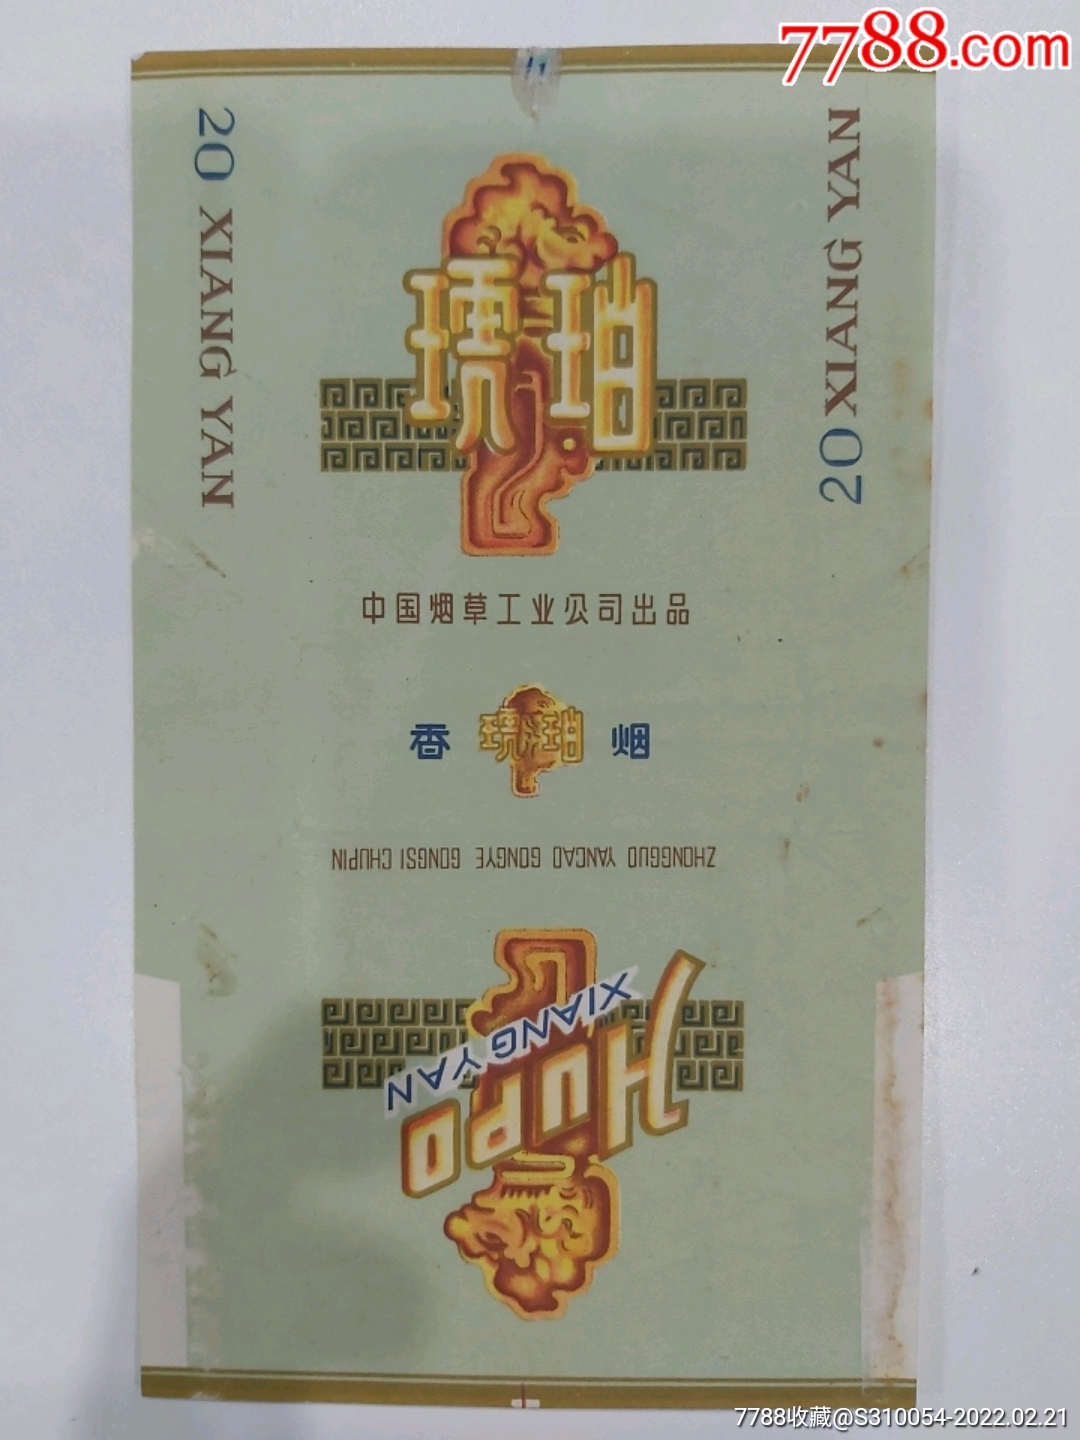 7788.com
11
20 XIANG YAN
20 XIANG YAN
琥珀
中国烟草工业公司出品
香 琥珀 烟
ZHONGGUO YANCAO GONGYE GONGSI CHUPIN
XIANG YAN
HUPO
7788收藏@S310054-2022.02.21